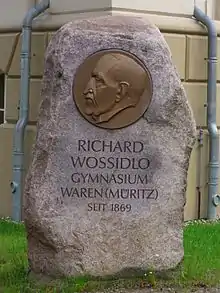 RICHARD
WOSSIDLO
GYMNASIUM
WAREN(MÜRITZ)
SEIT 1869